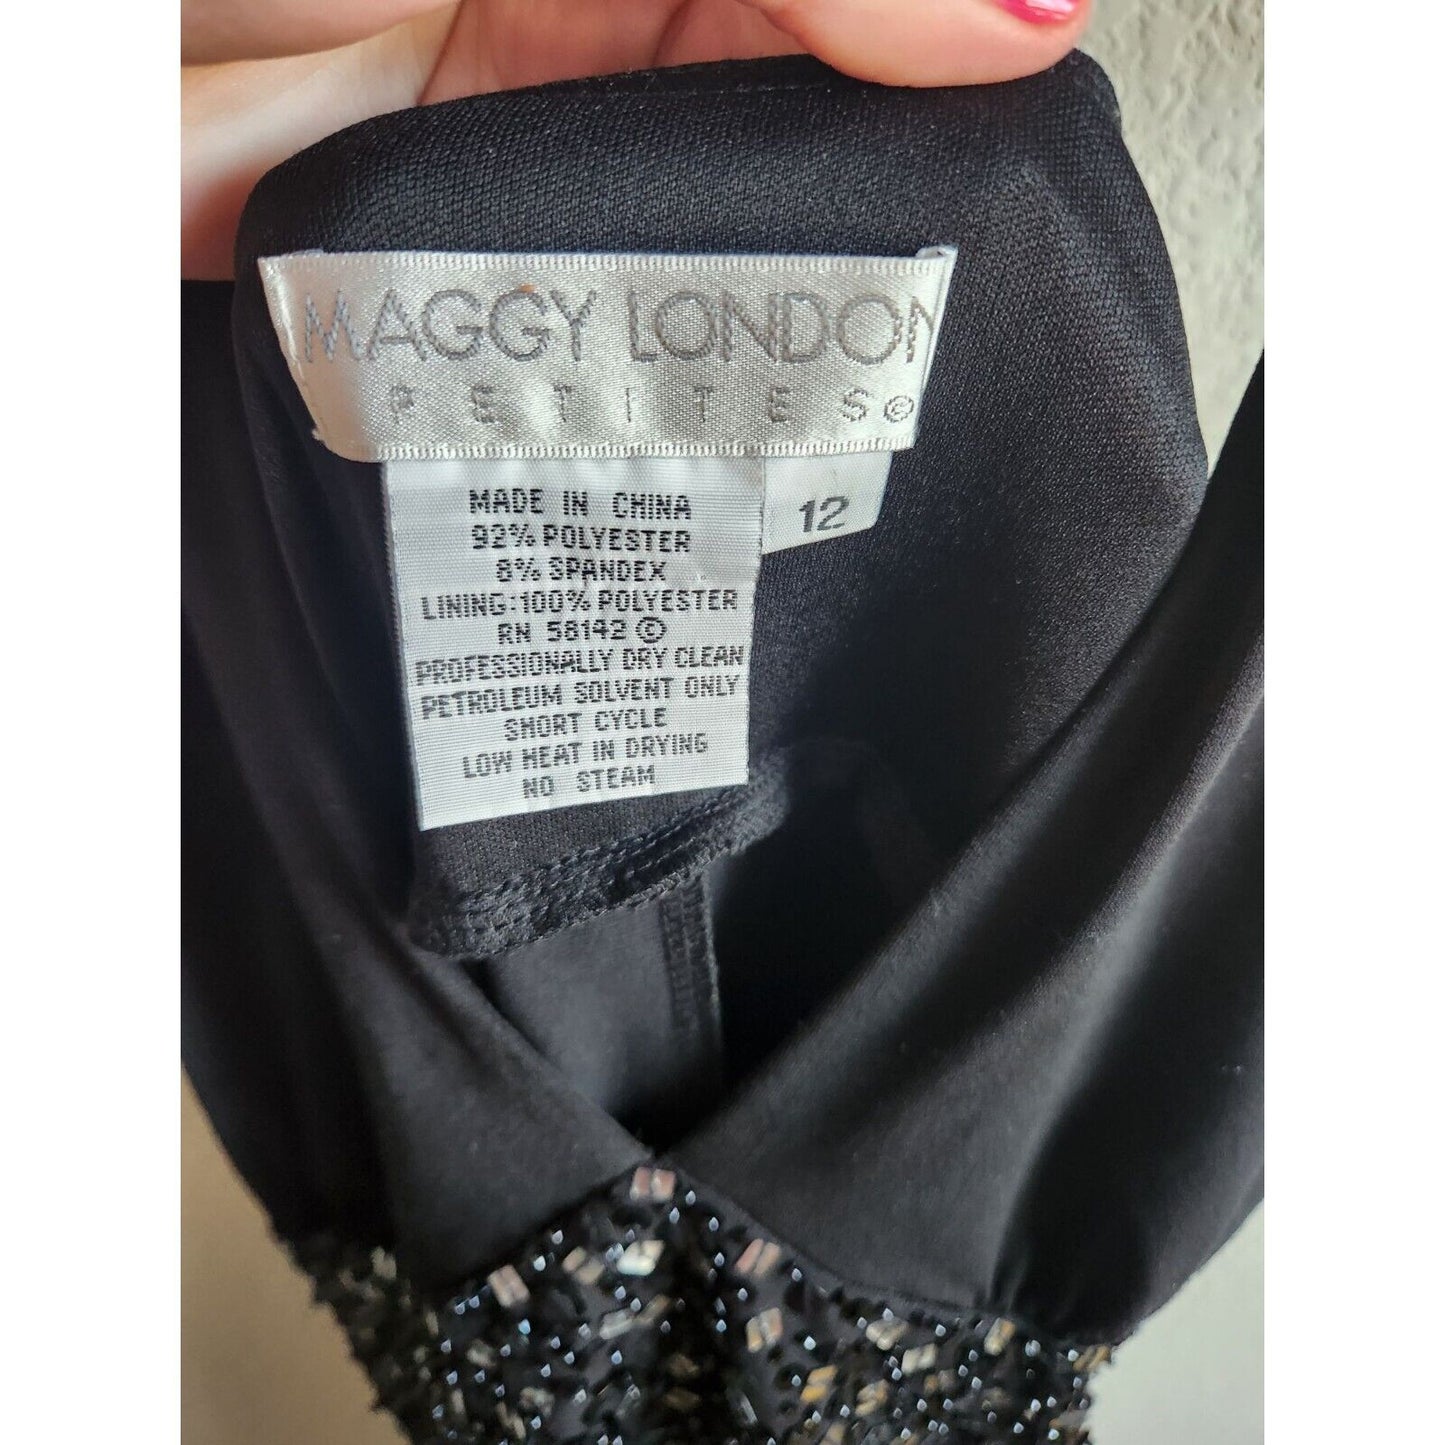 MAGGY LONDON
PETITES ©
12
MADE IN CHINA
92% POLYESTER
8% SPANDEX
LINING:100% POLYESTER
RN 58142 ©
PROFESSIONALLY DRY CLEAN
PETROLEUM SOLVENT ONLY
SHORT CYCLE
LOW HEAT IN DRYING
NO STEAM